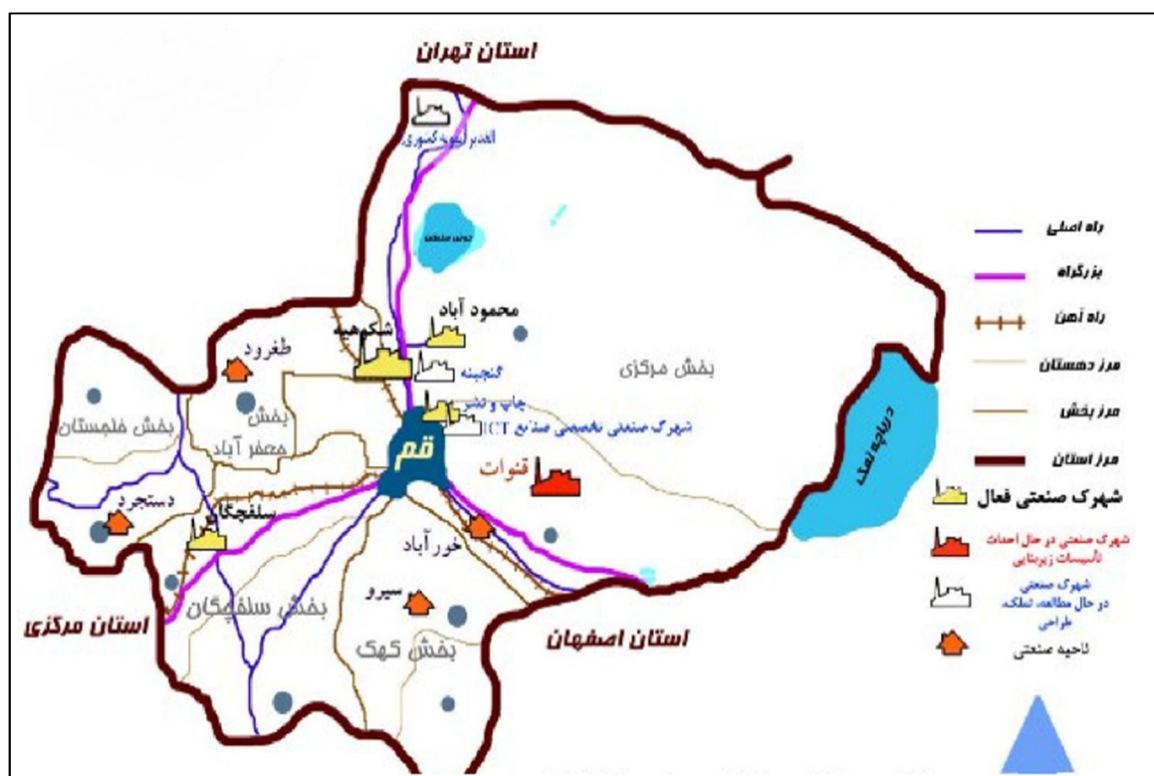 استان تهران
محمود آباد
شکوهیه
طغرود
گنجینه
بخش مرکزی
چاپ و نشر
شهرک صنعتی تخصصی صنایع ICT
بخش خلجستان
بخش
جعفر آباد
قم
قنوات
دستجرد
سلفچگان
خورآباد
سیرو
بخش سلفچگان
بخش کهک
استان مرکزی
استان اصفهان
دریاچه نمک
راه اصلی
بزرگراه
راه آهن
مرز دهستان
مرز بخش
مرز استان
شهرک صنعتی فعال
شهرک صنعتی در حال احداث
تأسیسات زیربنایی
شهرک صنعتی
در حال مطالعه، تملک،
طراحی
ناحیه صنعتی